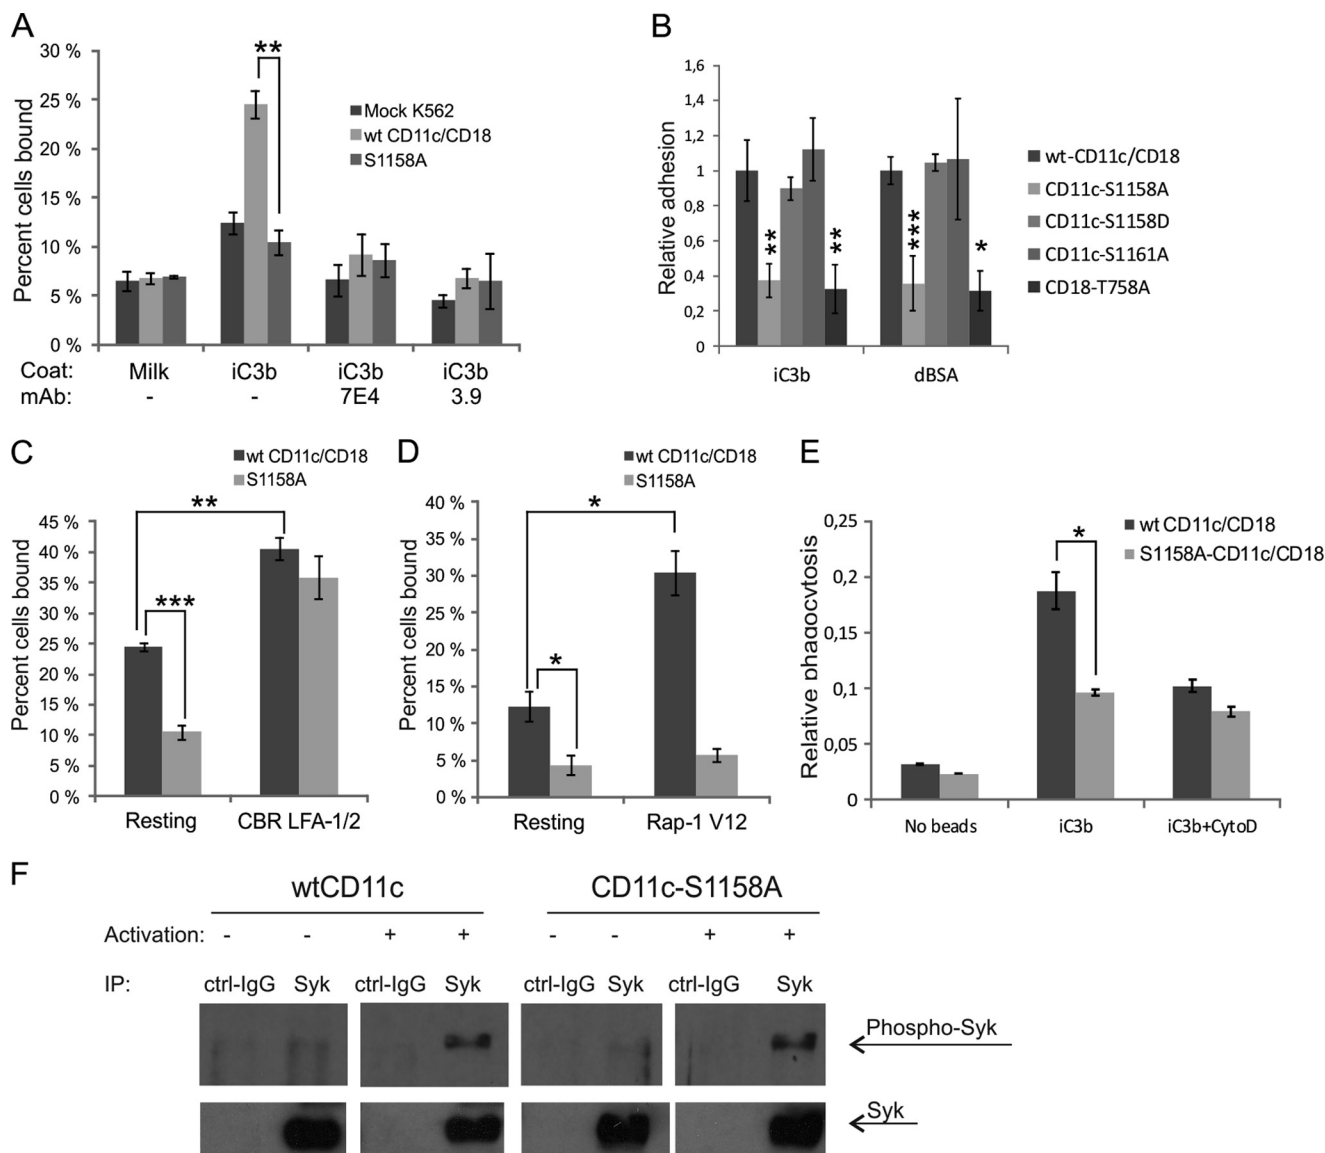 A
30 %
25 %
20 %
15 %
10 %
5 %
0 %
Percent cells bound
**
Mock K562
wt CD11c/CD18
S1158A
Coat: Milk iC3b iC3b iC3b
mAb: - - 7E4 3.9
B
1,6
1,4
1,2
1
0,8
0,6
0,4
0,2
0
Relative adhesion
** ** *** *
wt-CD11c/CD18
CD11c-S1158A
CD11c-S1158D
CD11c-S1161A
CD18-T758A
iC3b dBSA
C
wt CD11c/CD18
S1158A
45 %
40 %
35 %
30 %
25 %
20 %
15 %
10 %
5 %
0 %
Percent cells bound
**
***
Resting CBR LFA-1/2
D
wt CD11c/CD18
S1158A
40 %
35 %
30 %
25 %
20 %
15 %
10 %
5 %
0 %
Percent cells bound
*
*
Resting Rap-1 V12
E
0,25
0,2
0,15
0,1
0,05
0
Relative phagocytosis
*
wt CD11c/CD18
S1158A-CD11c/CD18
No beads iC3b iC3b+CytoD
F
wtCD11c CD11c-S1158A
Activation: - - + + - - + +
IP: ctrl-IgG Syk ctrl-IgG Syk ctrl-IgG Syk ctrl-IgG Syk
Phospho-Syk
Syk